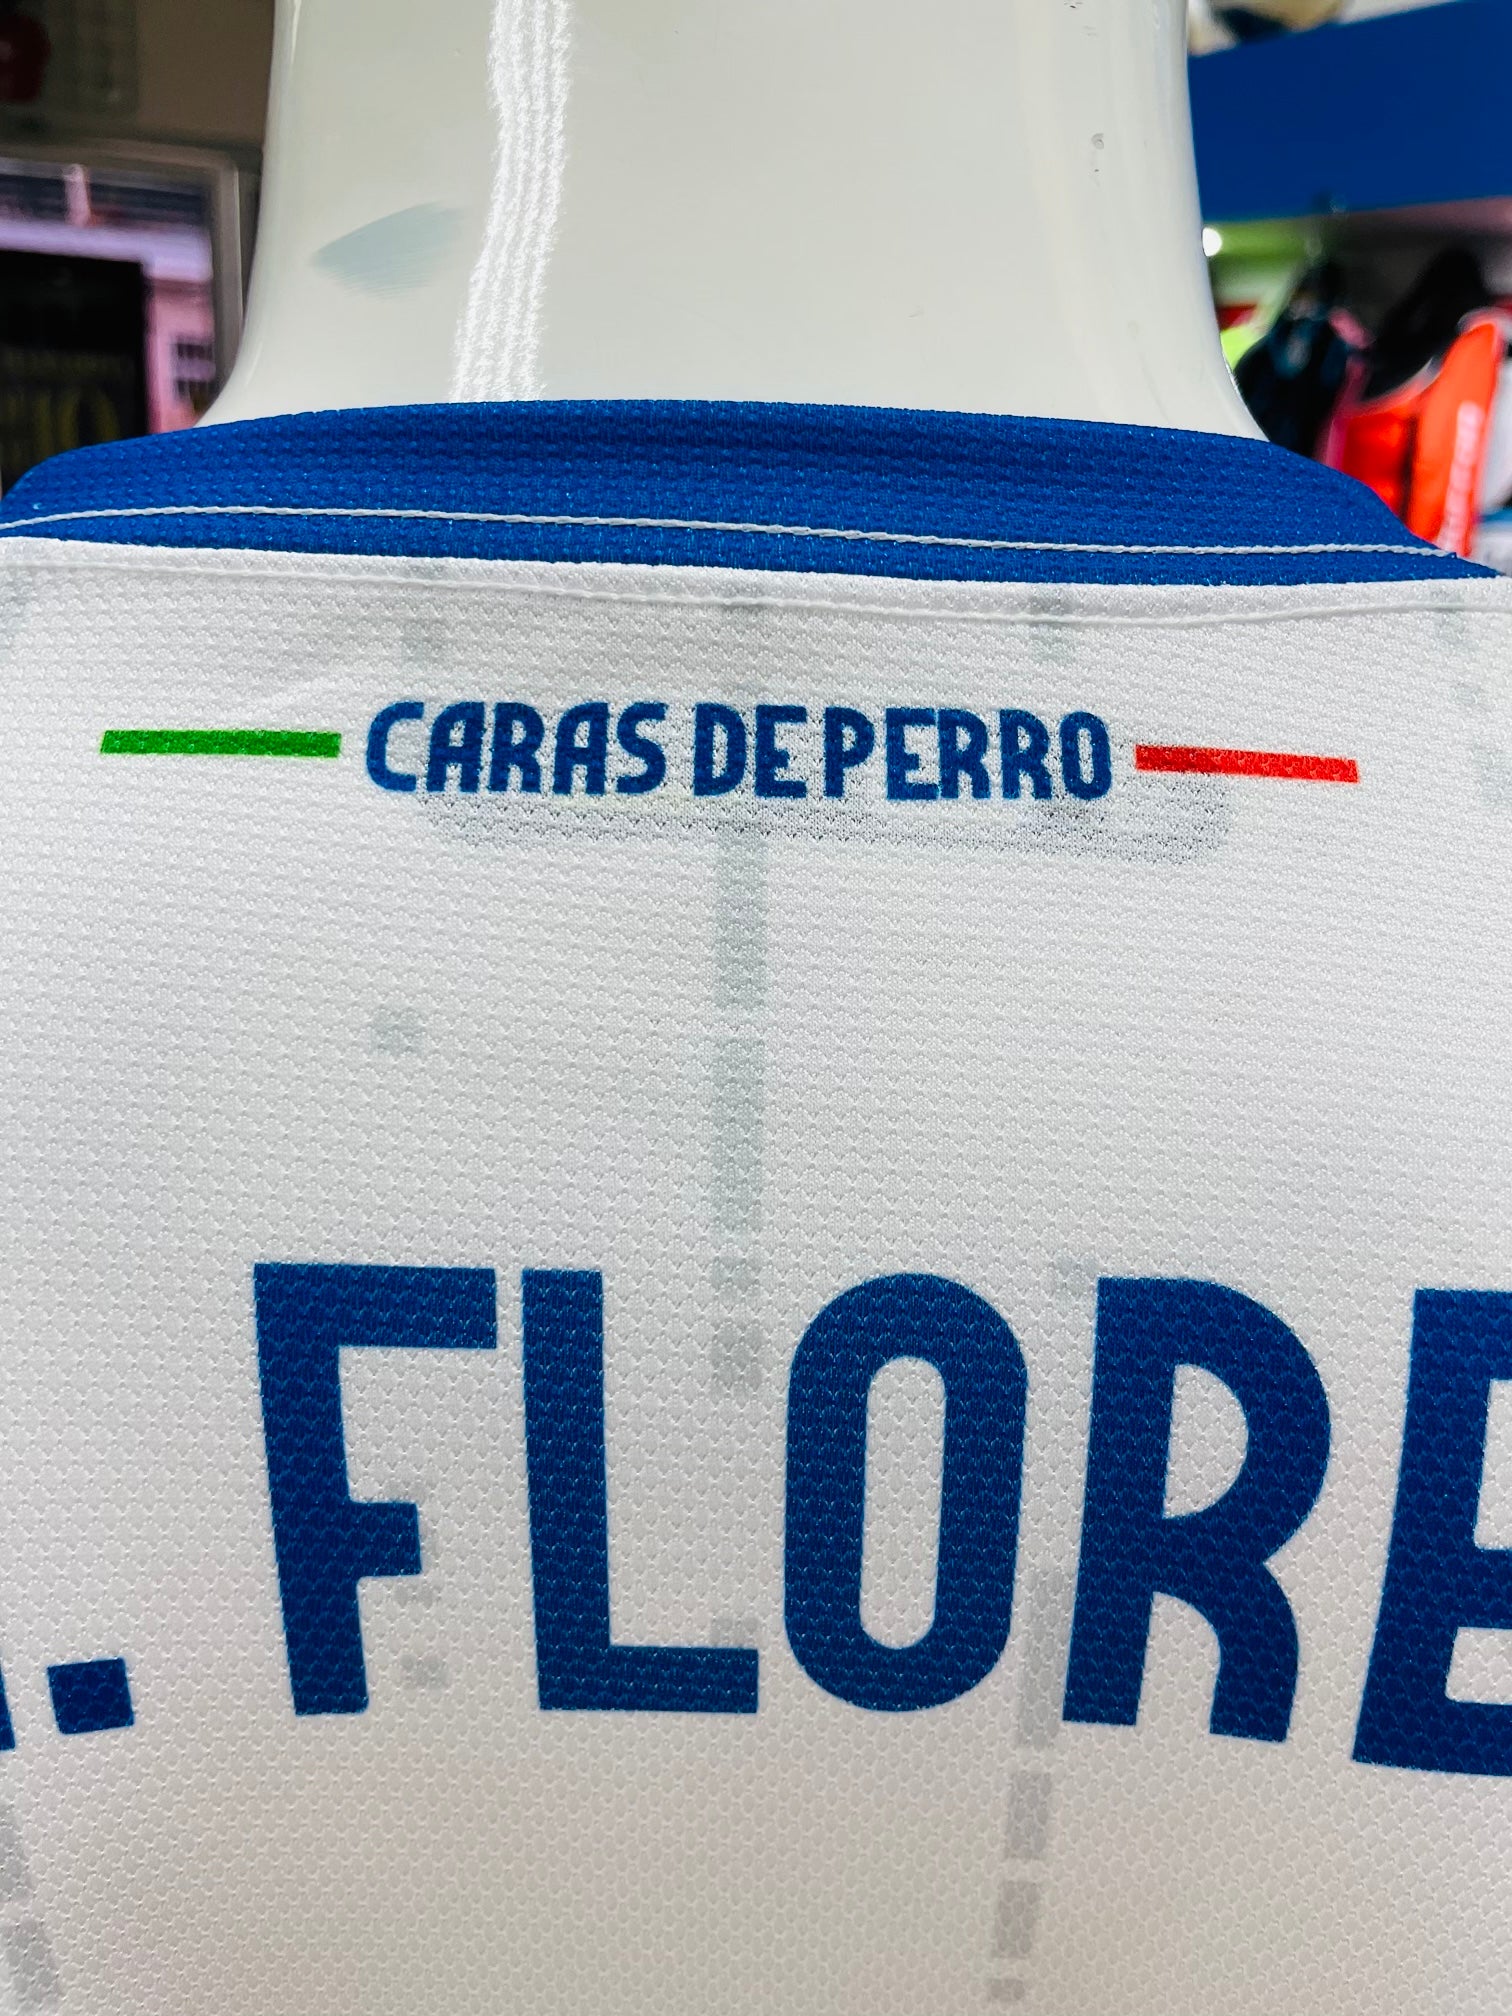 CARAS DE PERRO
. FLORE